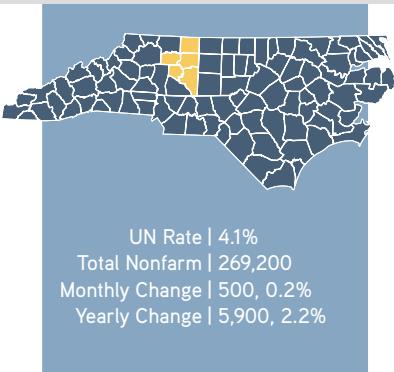 UN Rate | 4.1%
Total Nonfarm | 269,200
Monthly Change | 500, 0.2%
Yearly Change | 5,900, 2.2%